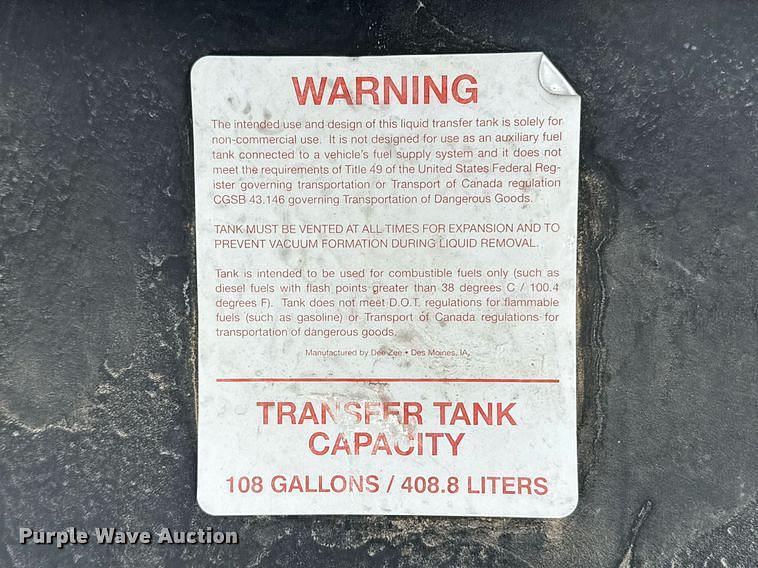 WARNING
The intended use and design of this liquid transfer tank is solely for
non-commercial use. It is not designed for use as an auxiliary fuel
tank connected to a vehicle's fuel supply system and it does not
meet the requirements of Title 49 of the United States Federal Reg-
ister governing transportation or Transport of Canada regulation
CGSB 43.146 governing Transportation of Dangerous Goods.
TANK MUST BE VENTED AT ALL TIMES FOR EXPANSION AND TO
PREVENT VACUUM FORMATION DURING LIQUID REMOVAL.
Tank is intended to be used for combustible fuels only (such as
diesel fuels with flash points greater than 38 degrees C / 100.4
degrees F). Tank does not meet D.O.T. regulations for flammable
fuels (such as gasoline) or Transport of Canada regulations for
transportation of dangerous goods.
Manufactured by Dee Zee • Des Moines, IA.
TRANSFER TANK
CAPACITY
108 GALLONS / 408.8 LITERS
Purple Wave Auction